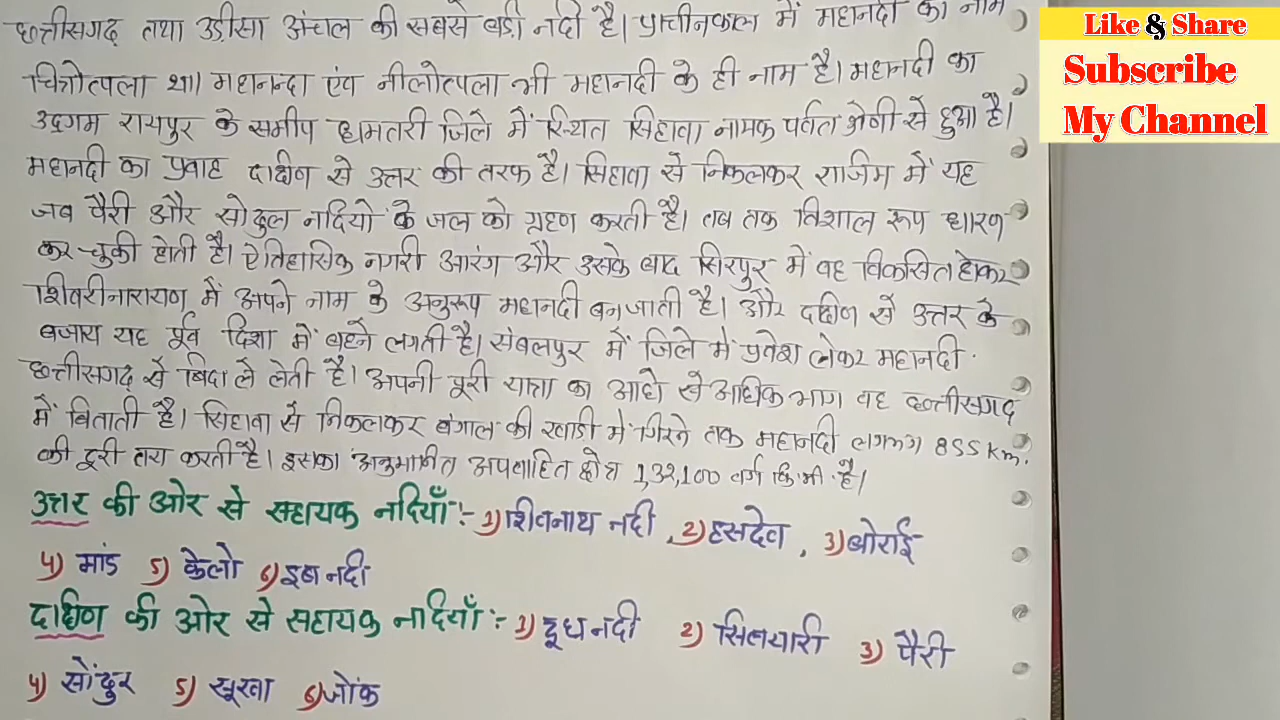 छत्तीसगढ़ तथा उड़ीसा अंचल की सबसे बड़ी नदी है। प्राचीनकाल में महानदी का नाम
चित्रोत्पला था। महानन्दा एंव नीलोत्पला भी महानदी के ही नाम है। महानदी का
उद्गम रायपुर के समीप धमतरी जिले में स्थित सिहावा नामक पर्वत श्रेणी से हुआ है।
महानदी का प्रवाह दक्षिण से उत्तर की तरफ है। सिहावा से निकलकर राजिम में यह
जब पैरी और सोढुल नदियो के जल को ग्रहण करती है। तब तक विशाल रूप धारण
कर चुकी होती है। ऐतिहासिक नगरी आरंग और उसके बाद सिरपुर में वह विकसित होकर
शिवरीनारायण में अपने नाम के अनुरूप महानदी बन जाती है। और दक्षिण से उत्तर के
बजाय यह पूर्व दिशा में बहने लगती है। संबलपुर में जिले मे प्रवेश लेकर महानदी
छत्तीसगढ़ से बिदा ले लेती है। अपनी पूरी यात्रा का आधे से अधिक भाग वह छत्तीसगढ़
में बिताती है। सिहावा से निकलकर बंगाल की खाडी मे गिरने तक महानदी लगभग 855 Km.
की दूरी तय करती है। इसका अनुमानित अपवाहित क्षेत्र 1,32,100 वर्ग कि.मी. है।
उत्तर की ओर से सहायक नदियाँ :- 1) शिवनाथ नदी , 2) हसदेव , 3) बोराई
4) मांड 5) केलो 6) इब नदी
दक्षिण की ओर से सहायक नदियाँ :- 1) दूध नदी 2) सिलयारी 3) पैरी
4) सोंदुर 5) सूखा 6) जोंक
Like & Share
Subscribe
My Channel